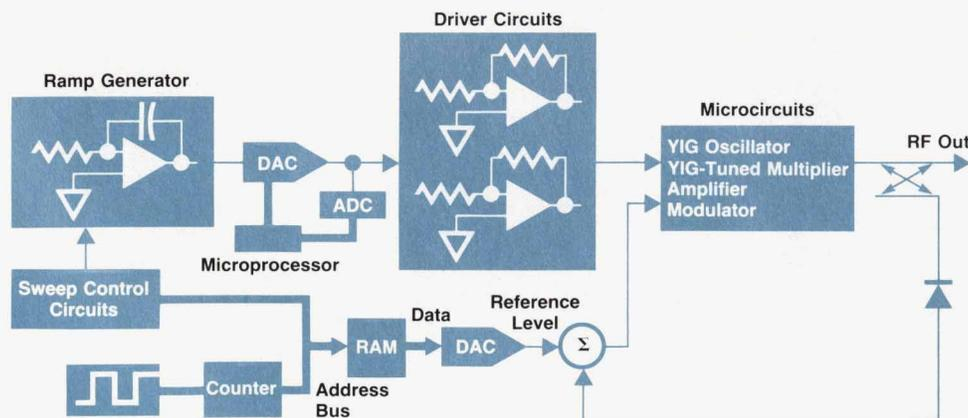 Driver Circuits
Ramp Generator
Microcircuits
DAC
YIG Oscillator
YIG-Tuned Multiplier
Amplifier
Modulator
RF Out
ADC
Microprocessor
Sweep Control
Circuits
Reference
Level
Data
RAM
DAC
Σ
Counter
Address
Bus